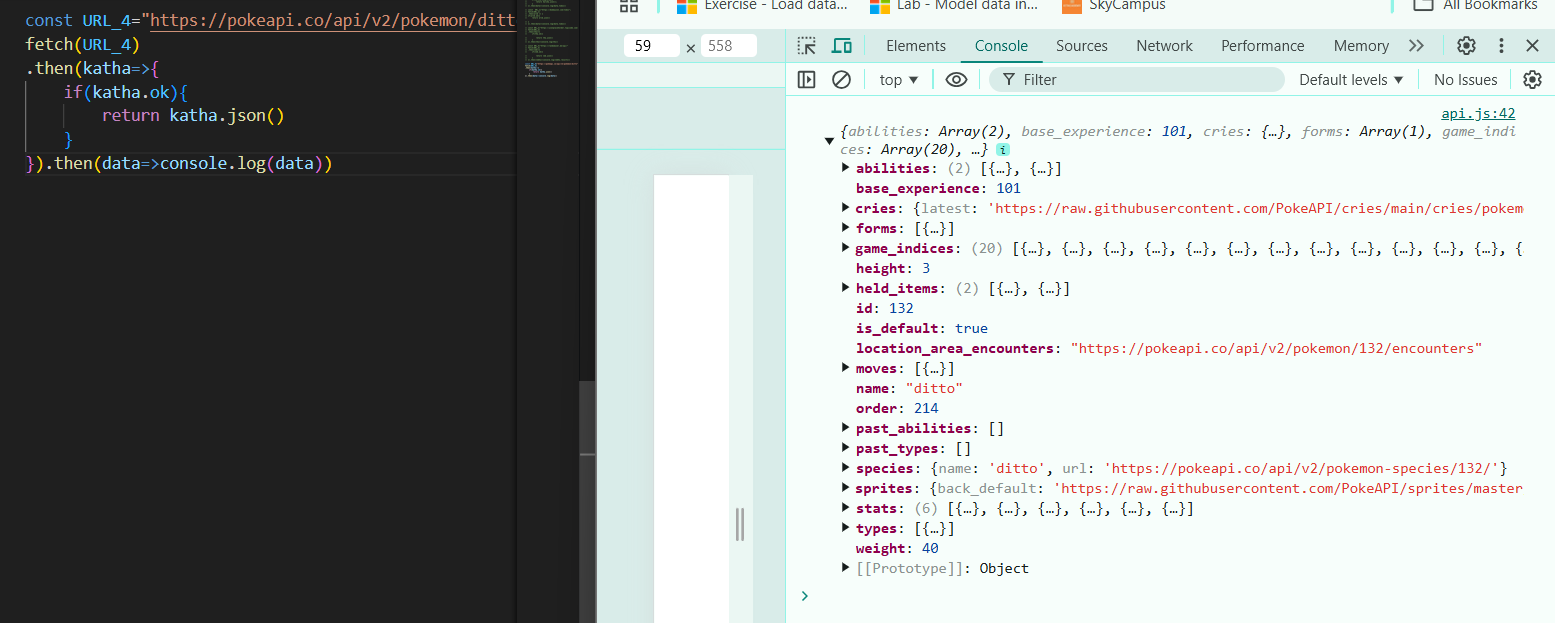 const URL_4="https://pokeapi.co/api/v2/pokemon/ditt
fetch(URL_4)
.then(katha=>{
    if(katha.ok){
        return katha.json()
    }
}).then(data=>console.log(data))
Exercise - Load data...
Lab - Model data in...
SkyCampus
All Bookmarks
59 × 558
Elements Console Sources Network Performance Memory
top Filter Default levels No Issues
api.js:42
{abilities: Array(2), base_experience: 101, cries: {…}, forms: Array(1), game_indi
ces: Array(20), …}
abilities: (2) [{…}, {…}]
base_experience: 101
cries: {latest: 'https://raw.githubusercontent.com/PokeAPI/cries/main/cries/pokem
forms: [{…}]
game_indices: (20) [{…}, {…}, {…}, {…}, {…}, {…}, {…}, {…}, {…}, {…}, {…}, {…}, {
height: 3
held_items: (2) [{…}, {…}]
id: 132
is_default: true
location_area_encounters: "https://pokeapi.co/api/v2/pokemon/132/encounters"
moves: [{…}]
name: "ditto"
order: 214
past_abilities: []
past_types: []
species: {name: 'ditto', url: 'https://pokeapi.co/api/v2/pokemon-species/132/'}
sprites: {back_default: 'https://raw.githubusercontent.com/PokeAPI/sprites/master
stats: (6) [{…}, {…}, {…}, {…}, {…}, {…}]
types: [{…}]
weight: 40
[[Prototype]]: Object